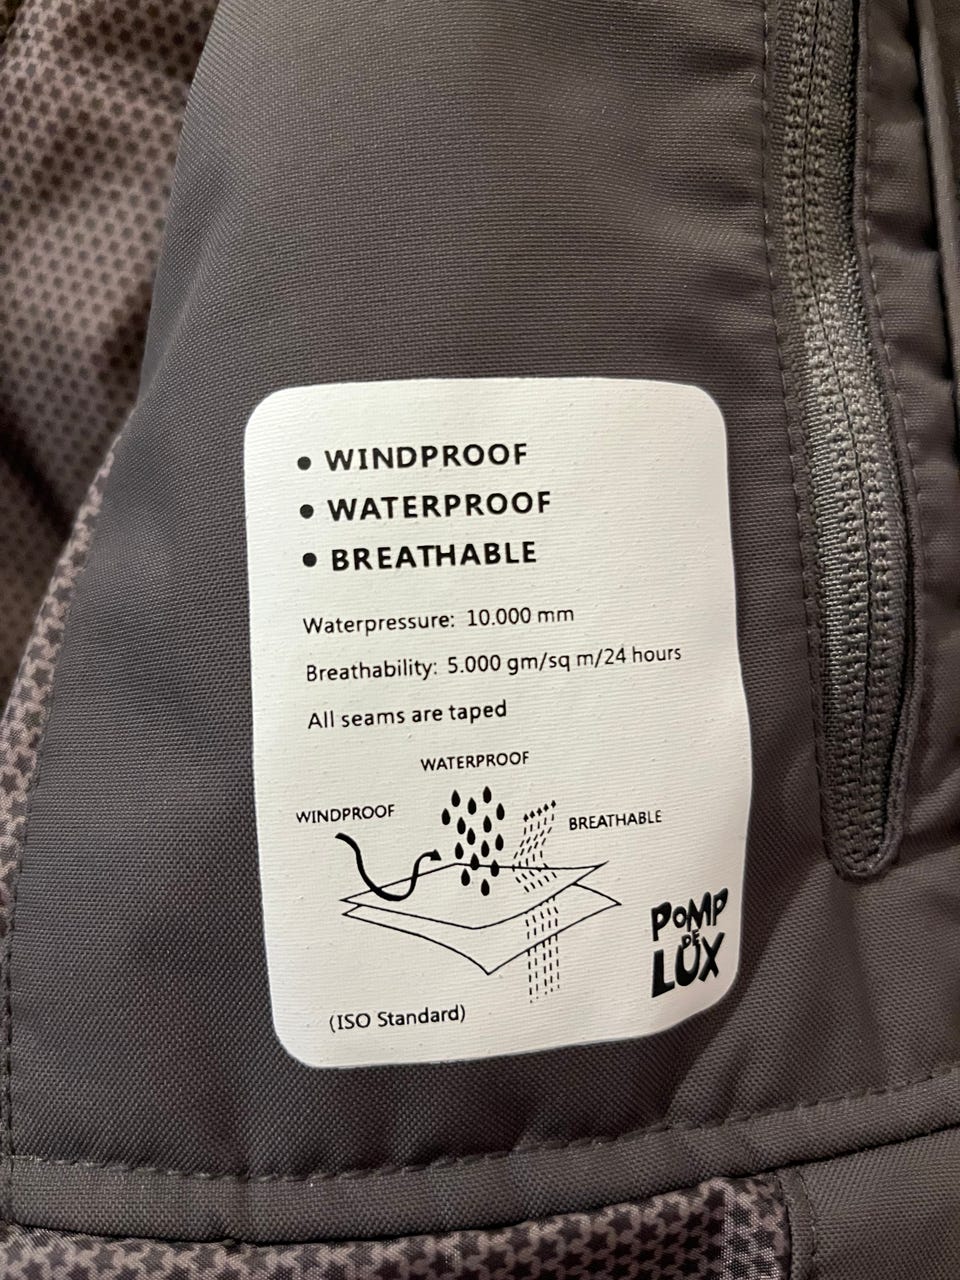 • WINDPROOF
• WATERPROOF
• BREATHABLE
Waterpressure: 10.000 mm
Breathability: 5.000 gm/sq m/24 hours
All seams are taped
WATERPROOF
WINDPROOF
BREATHABLE
POMP
DE
LUX
(ISO Standard)